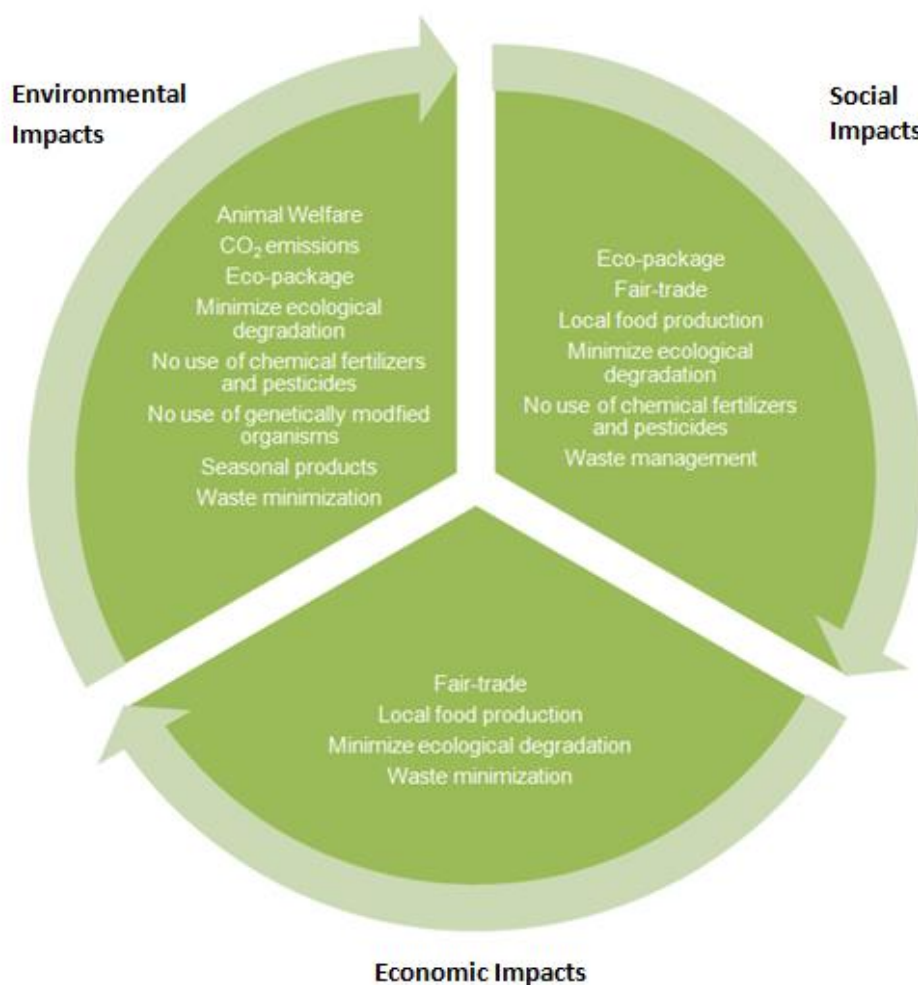 Environmental
Impacts
Social
Impacts
Animal Welfare
CO₂ emissions
Eco-package
Minimize ecological
degradation
No use of chemical fertilizers
and pesticides
No use of genetically modfied
organisms
Seasonal products
Waste minimization
Eco-package
Fair-trade
Local food production
Minimize ecological
degradation
No use of chemical fertilizers
and pesticides
Waste management
Fair-trade
Local food production
Minimize ecological degradation
Waste minimization
Economic Impacts